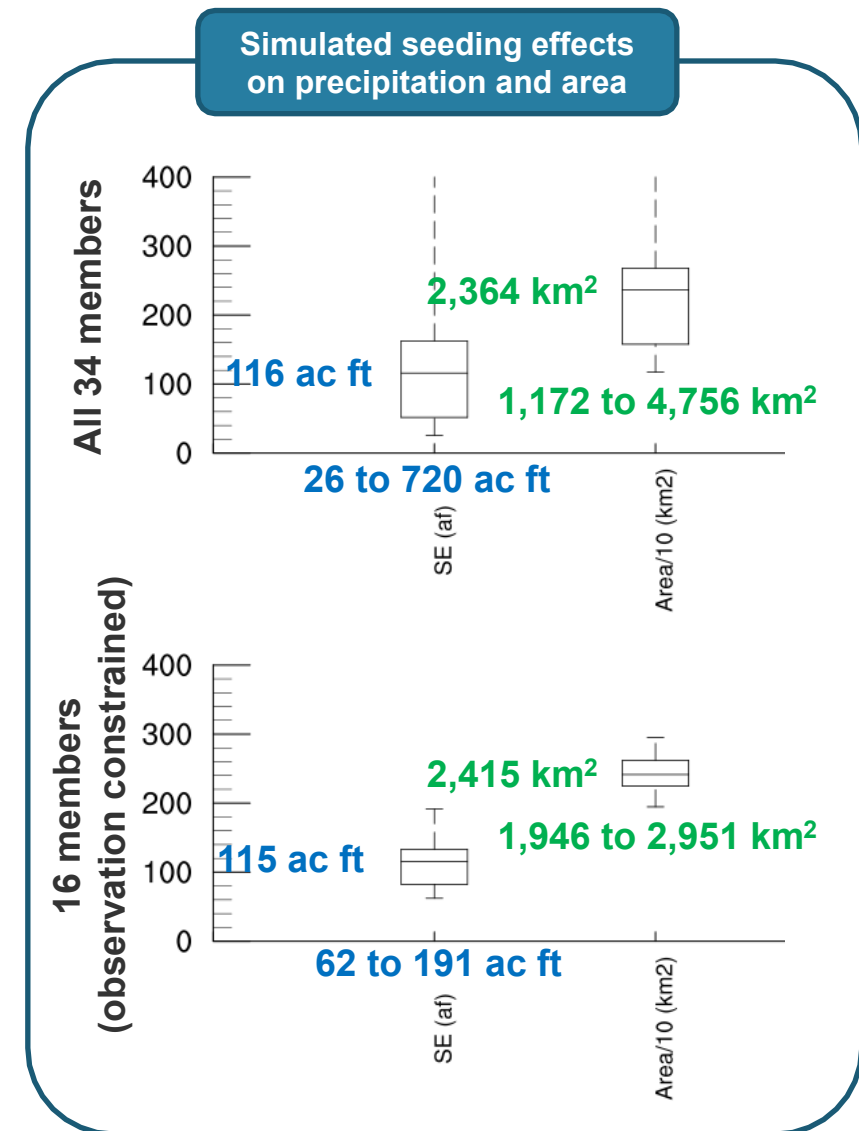 Simulated seeding effects
on precipitation and area
All 34 members
400
300
200
100
0
2,364 km²
116 ac ft
1,172 to 4,756 km²
26 to 720 ac ft
SE (af)
Area/10 (km2)
16 members
(observation constrained)
400
300
200
100
0
2,415 km²
115 ac ft
1,946 to 2,951 km²
62 to 191 ac ft
SE (af)
Area/10 (km2)